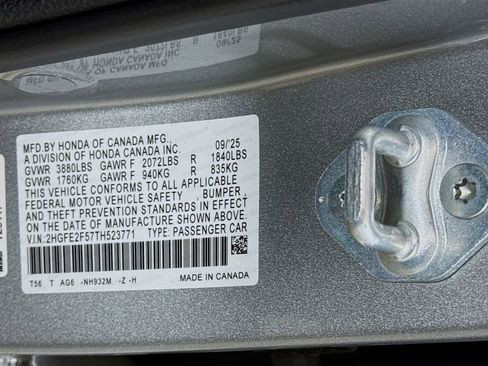 MFD.BY HONDA OF CANADA MFG.
A DIVISION OF HONDA CANADA INC. 09/'25
GVWR 3880LBS GAWR F 2072LBS R 1840LBS
GVWR 1760KG GAWR F 940KG R 835KG
THIS VEHICLE CONFORMS TO ALL APPLICABLE
FEDERAL MOTOR VEHICLE SAFETY , BUMPER,
AND THEFT PREVENTION STANDARDS IN EFFECT
ON THE DATE OF MANUFACTURE SHOWN ABOVE.
V.I.N.:2HGFE2F57TH523771 TYPE: PASSENGER CAR
T56 T AG6 -NH932M -Z -H
MADE IN CANADA